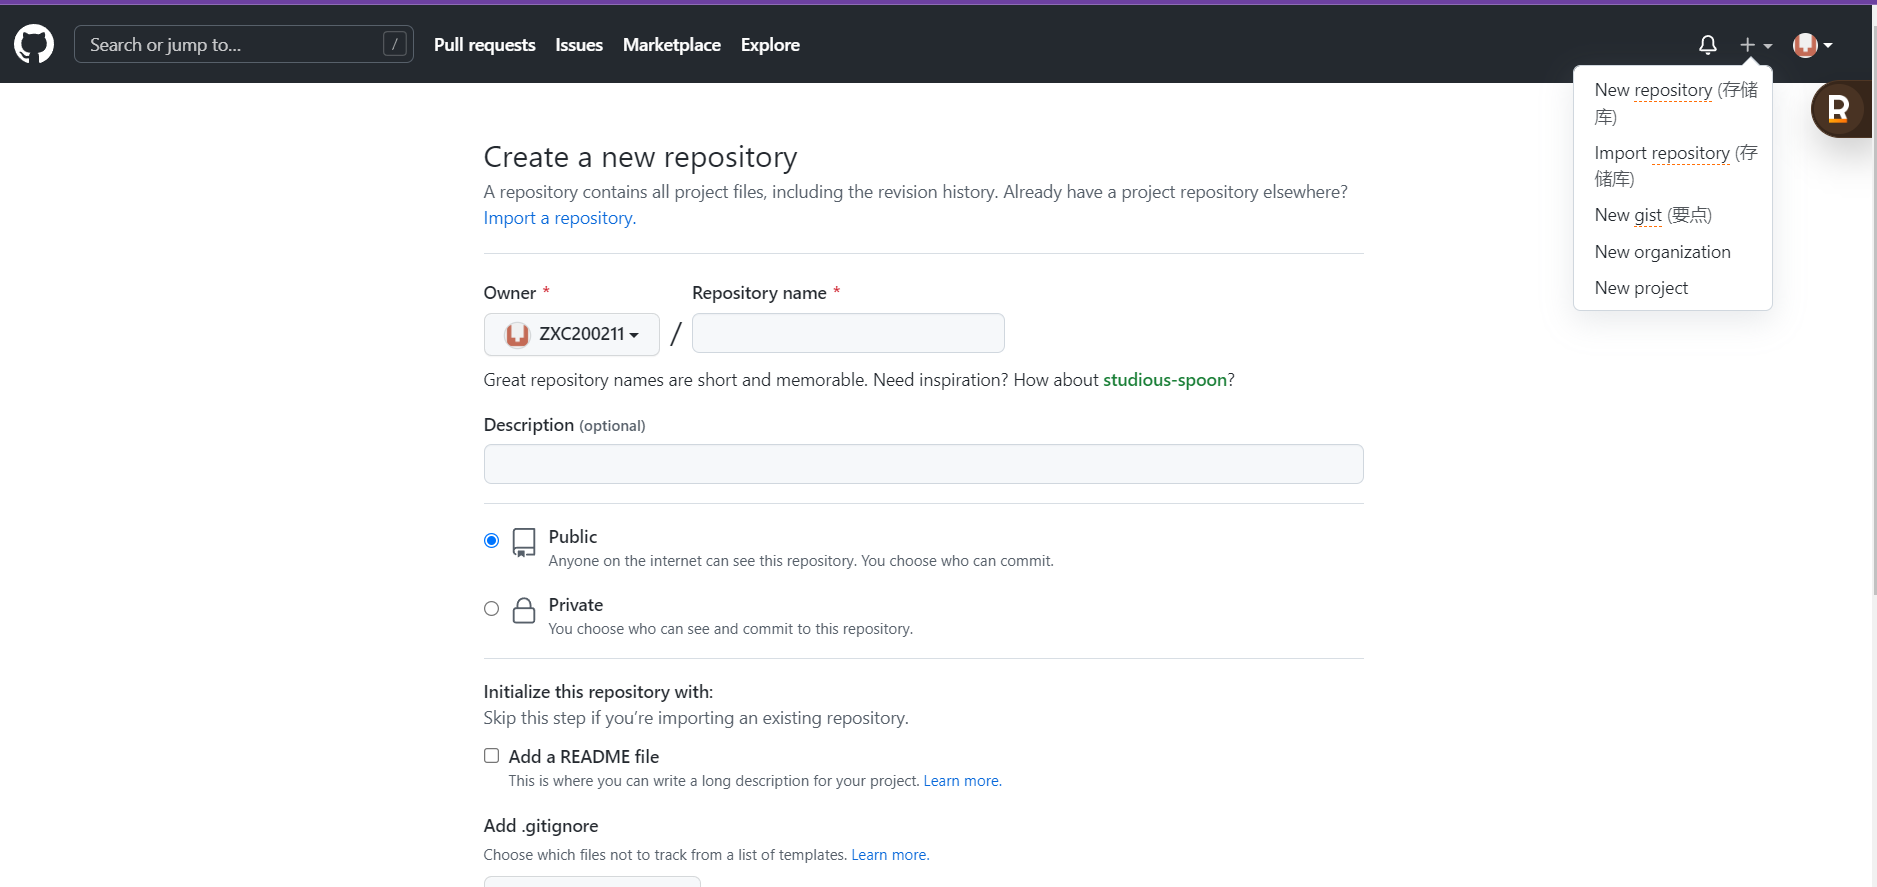 Search or jump to... /
Pull requests Issues Marketplace Explore
New repository (存储
库)
Import repository (存
储库)
New gist (要点)
New organization
New project
R
Create a new repository
A repository contains all project files, including the revision history. Already have a project repository elsewhere?
Import a repository.
Owner * Repository name *
ZXC200211 /
Great repository names are short and memorable. Need inspiration? How about studious-spoon?
Description (optional)
Public
Anyone on the internet can see this repository. You choose who can commit.
Private
You choose who can see and commit to this repository.
Initialize this repository with:
Skip this step if you’re importing an existing repository.
Add a README file
This is where you can write a long description for your project. Learn more.
Add .gitignore
Choose which files not to track from a list of templates. Learn more.